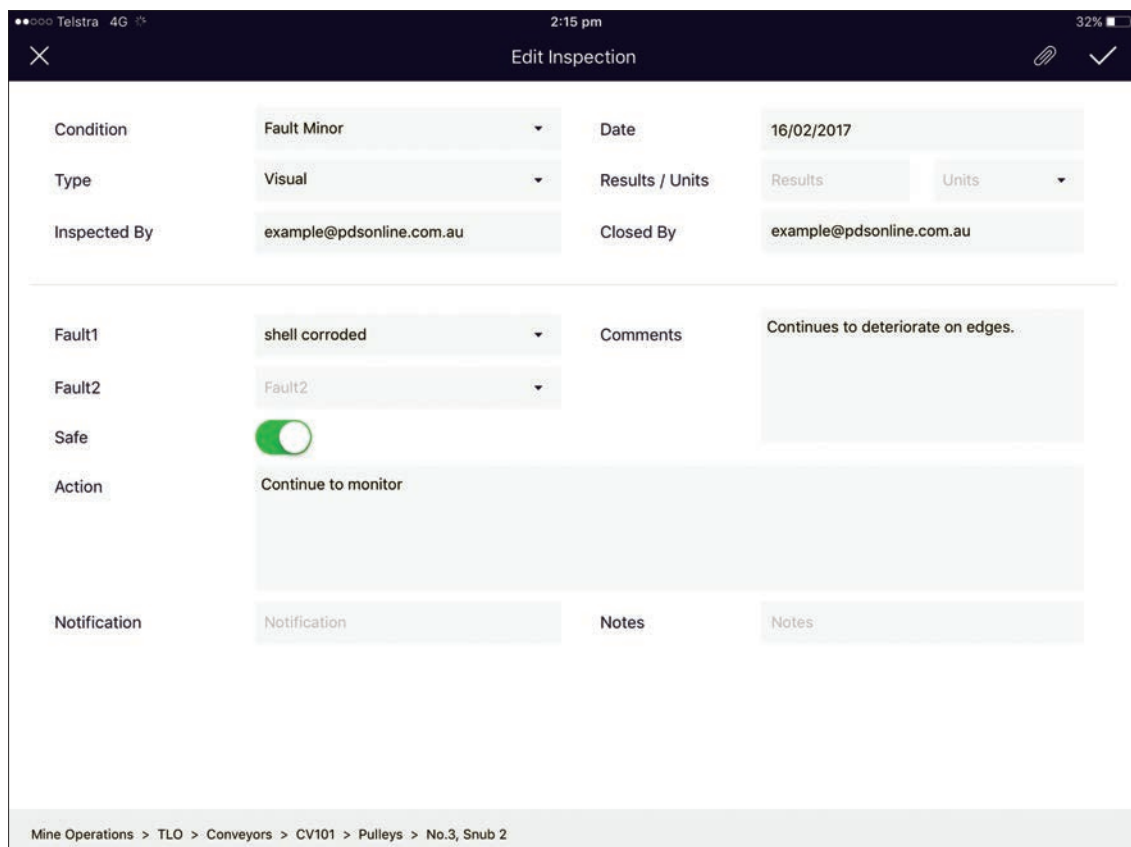 Telstra 4G 2:15 pm 32%
Edit Inspection
Condition Fault Minor Date 16/02/2017
Type Visual Results / Units Results Units
Inspected By example@pdsonline.com.au Closed By example@pdsonline.com.au
Fault1 shell corroded Comments Continues to deteriorate on edges.
Fault2 Fault2
Safe
Action Continue to monitor
Notification Notification Notes Notes
Mine Operations > TLO > Conveyors > CV101 > Pulleys > No.3, Snub 2